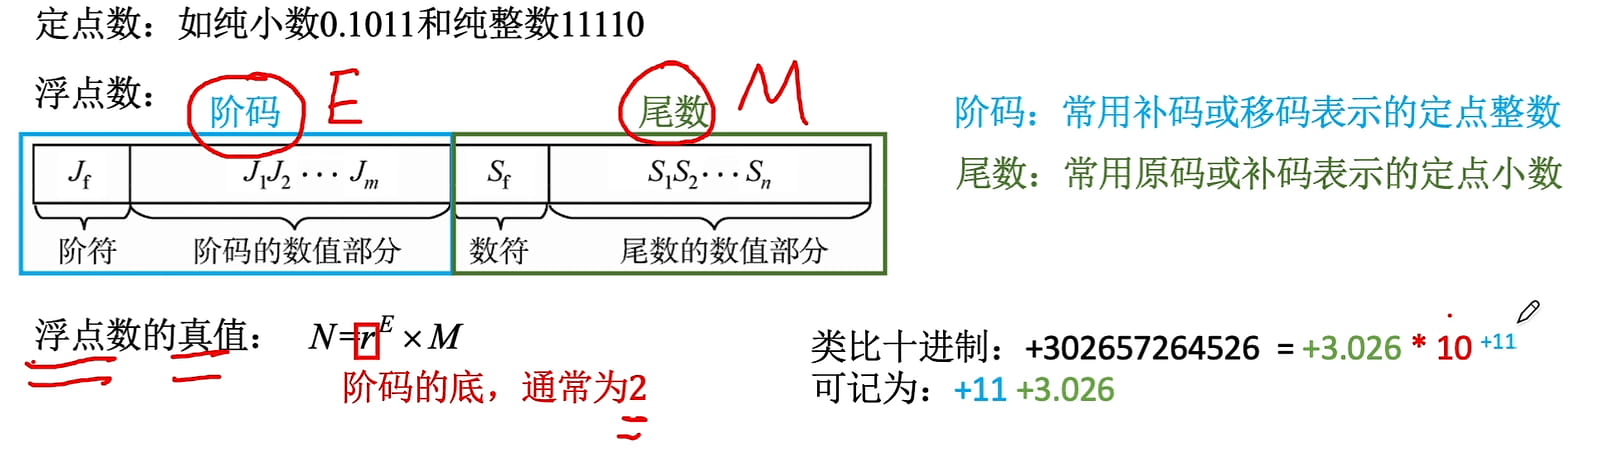 定点数：如纯小数0.1011和纯整数11110
浮点数：
阶码 E
尾数 M
J_f J_1J_2 ··· J_m S_f S_1S_2 ··· S_n
阶符 阶码的数值部分 数符 尾数的数值部分
阶码：常用补码或移码表示的定点整数
尾数：常用原码或补码表示的定点小数
浮点数的真值： N=r^E ×M
阶码的底，通常为2
类比十进制：+302657264526 = +3.026 * 10 ^+11
可记为：+11 +3.026